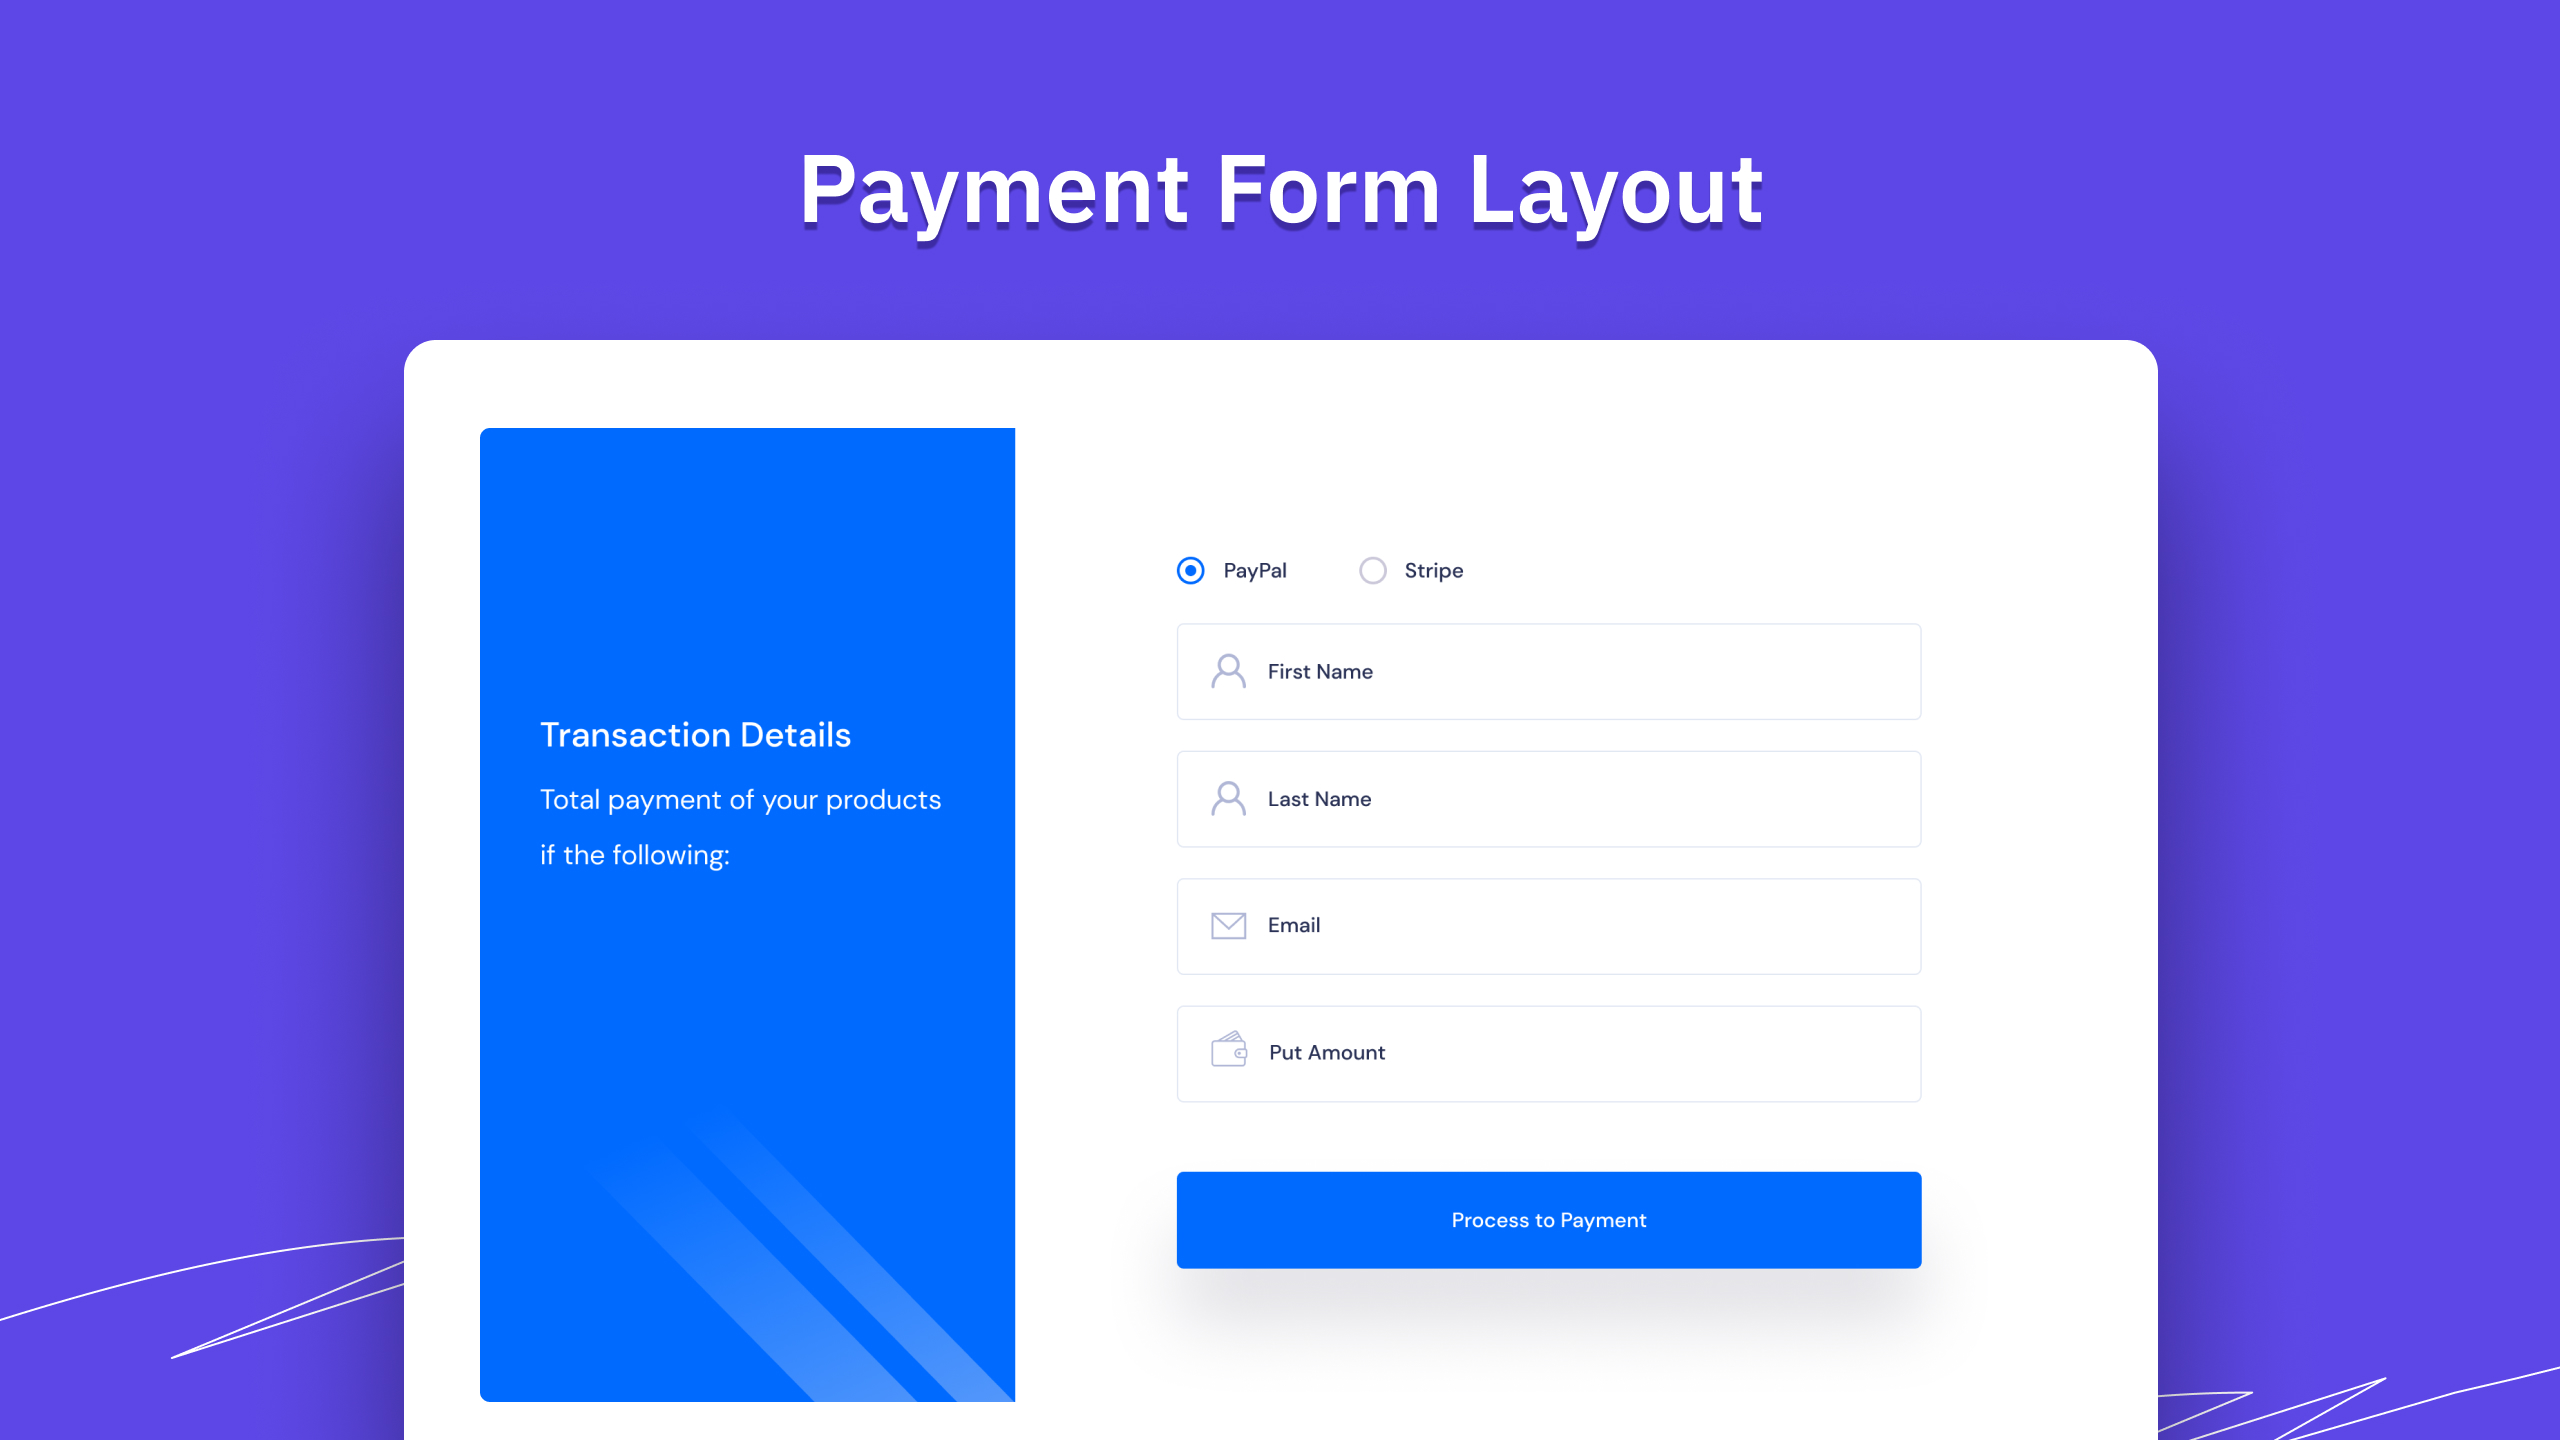 Payment Form Layout
Transaction Details
Total payment of your products
if the following:
PayPal
Stripe
First Name
Last Name
Email
Put Amount
Process to Payment